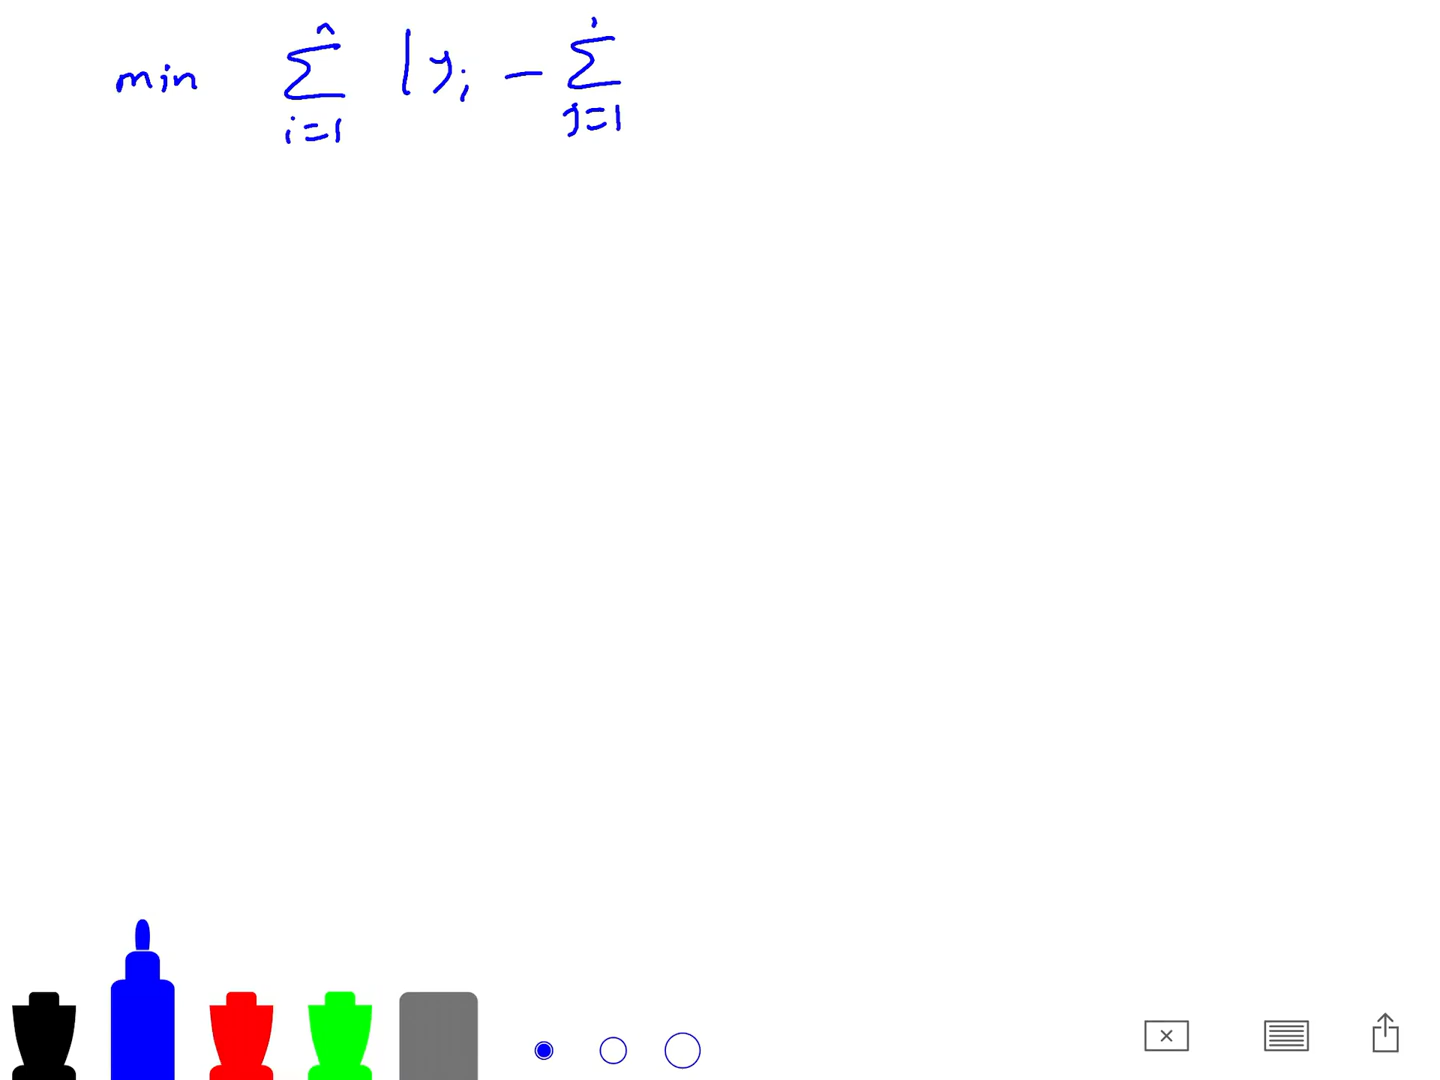 min ∑_{i=1}^{n} |y_i - ∑_{j=1}